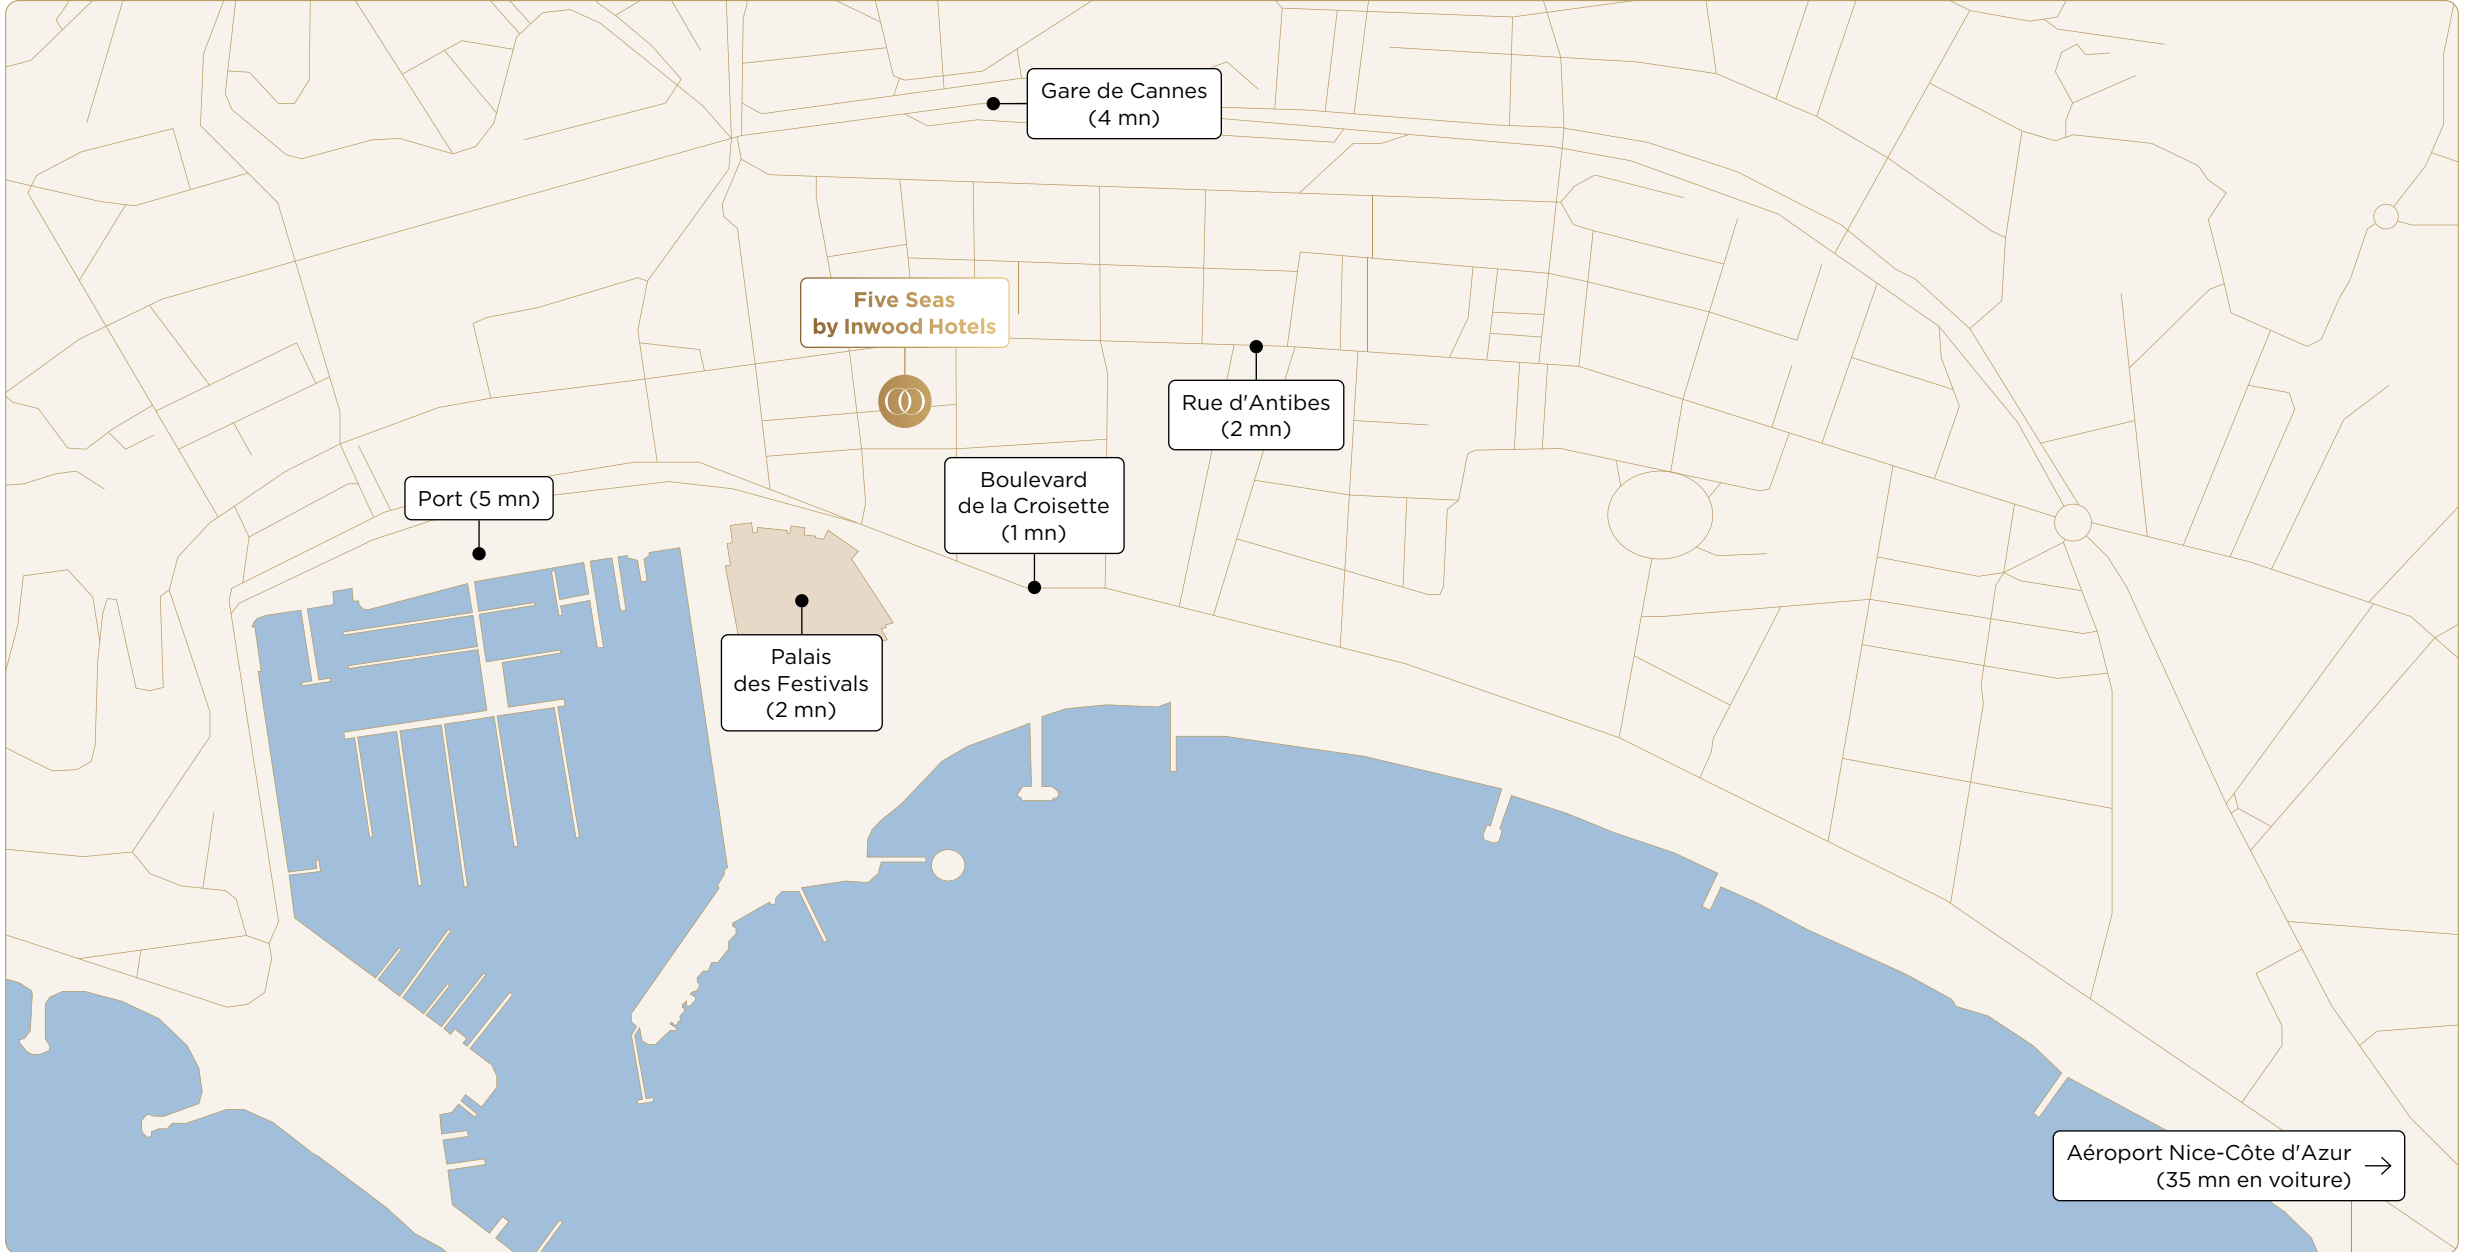 Gare de Cannes
(4 mn)
Five Seas
by Inwood Hotels
Rue d'Antibes
(2 mn)
Boulevard
de la Croisette
(1 mn)
Port (5 mn)
Palais
des Festivals
(2 mn)
Aéroport Nice-Côte d'Azur
(35 mn en voiture)